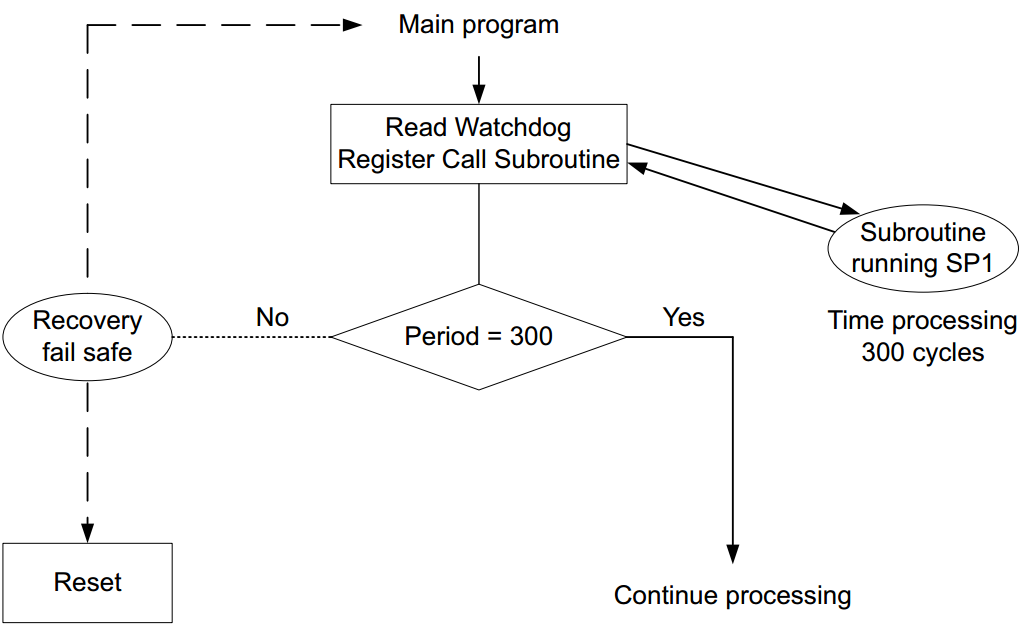 Main program
Read Watchdog
Register Call Subroutine
Subroutine
running SP1
Time processing
300 cycles
Recovery
fail safe
No
Period = 300
Yes
Reset
Continue processing